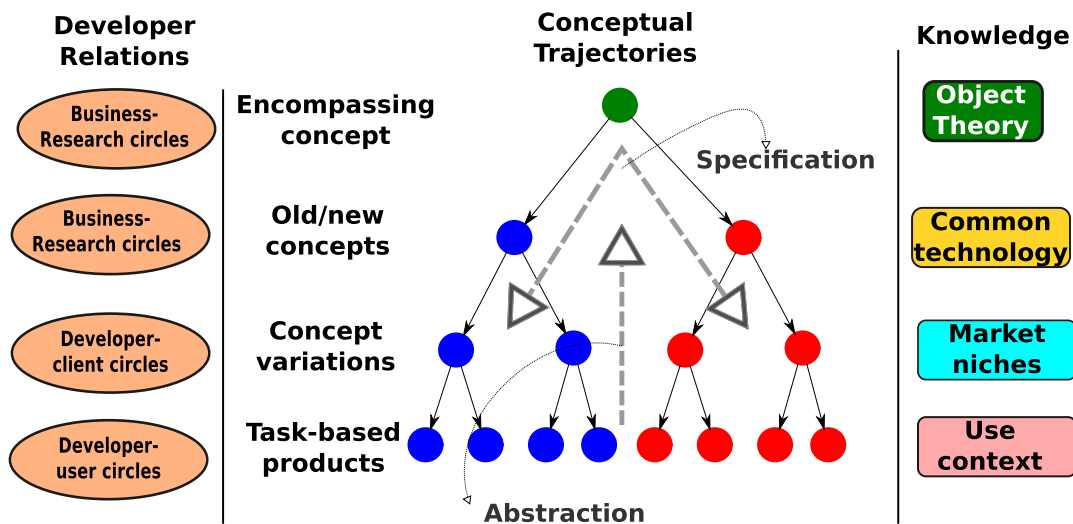 Developer
Relations
Conceptual
Trajectories
Knowledge
Business-
Research circles
Encompassing
concept
Object
Theory
Specification
Business-
Research circles
Old/new
concepts
Common
technology
Developer-
client circles
Concept
variations
Market
niches
Developer-
user circles
Task-based
products
Use
context
Abstraction